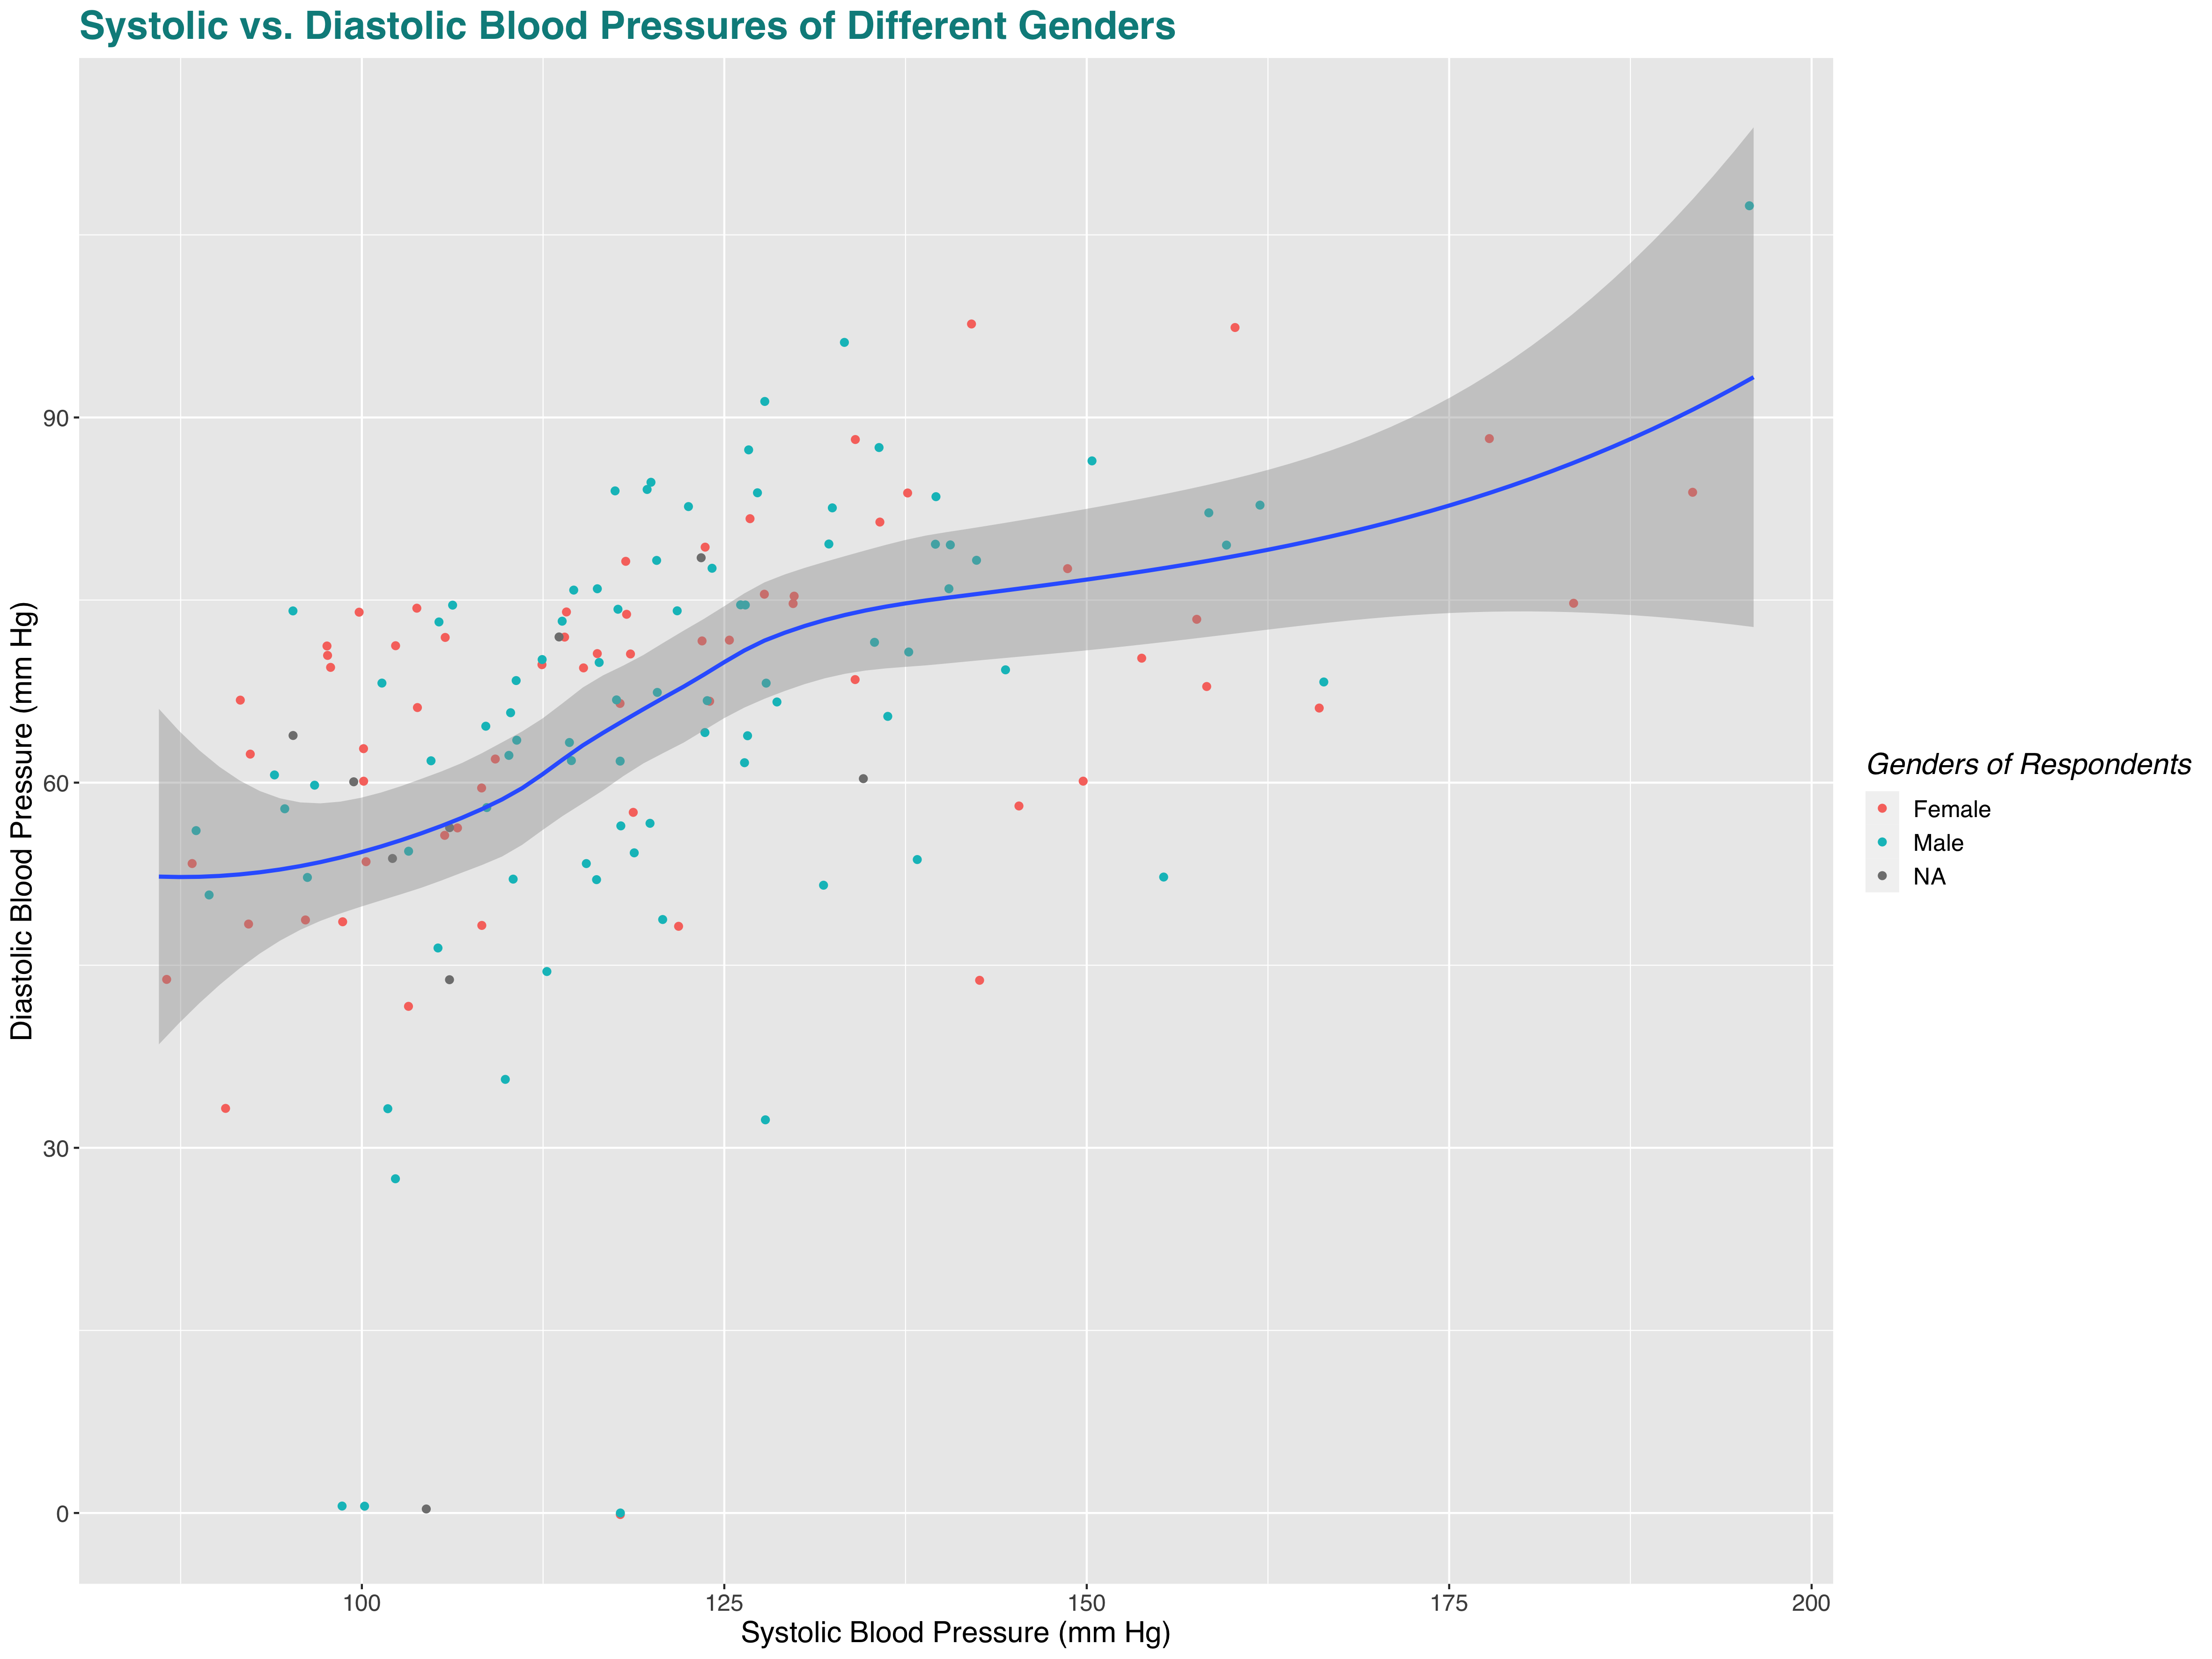 Systolic vs. Diastolic Blood Pressures of Different Genders
Diastolic Blood Pressure (mm Hg)
90
60
30
0
100 125 150 175 200
Systolic Blood Pressure (mm Hg)
Genders of Respondents
Female
Male
NA